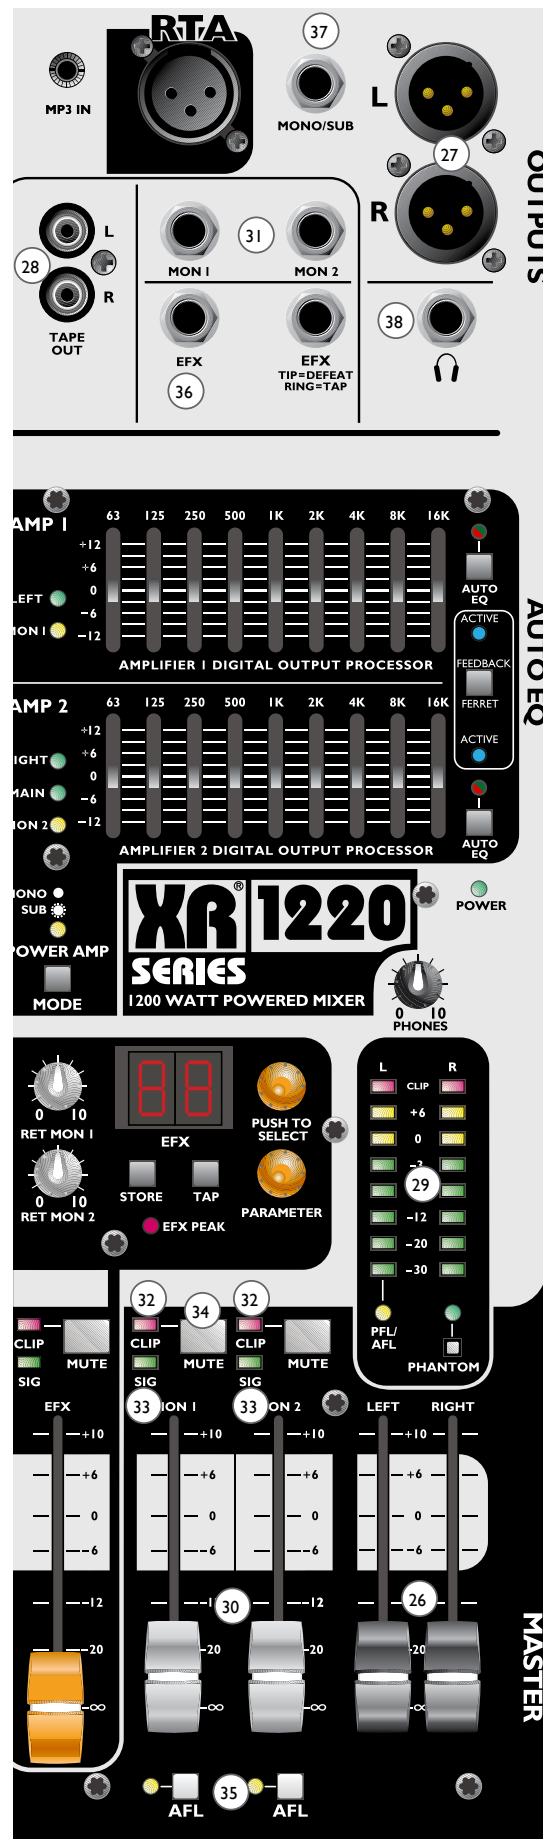 RTA
37
MP3 IN
MONO/SUB
L
27
R
OUTPUTS
28
L
R
TAPE
OUT
31
MON 1
MON 2
38
EFX
36
EFX
TIP=DEFEAT
RING=TAP
AMP 1
63 125 250 500 1K 2K 4K 8K 16K
+12
+6
0
-6
-12
LEFT
MON 1
AMPLIFIER 1 DIGITAL OUTPUT PROCESSOR
AUTO
EQ
ACTIVE
FEEDBACK
FERRET
ACTIVE
AUTO EQ
AMP 2
63 125 250 500 1K 2K 4K 8K 16K
+12
+6
0
-6
-12
IGHT
MAIN
ION 2
AMPLIFIER 2 DIGITAL OUTPUT PROCESSOR
AUTO
EQ
POWER
ONO
SUB
POWER AMP
MODE
XR® 1220
SERIES
1200 WATT POWERED MIXER
0 10
PHONES
0 10
RET MON 1
0 10
RET MON 2
88
EFX
PUSH TO
SELECT
STORE
TAP
PARAMETER
EFX PEAK
L R
CLIP
+6
0
29
-12
-20
-30
PFL/
AFL
PHANTOM
32
34
32
CLIP
MUTE
SIG
CLIP
MUTE
SIG
CLIP
MUTE
SIG
EFX
33
ION 1
33
ON 2
LEFT
RIGHT
+10 +10 +10 +10
+6 +6 +6 +6
0 0 0 0
-6 -6 -6 -6
-12
30
-12
26
-20 -20 -20 -20
∞ ∞ ∞ ∞
MASTER
35
AFL
AFL